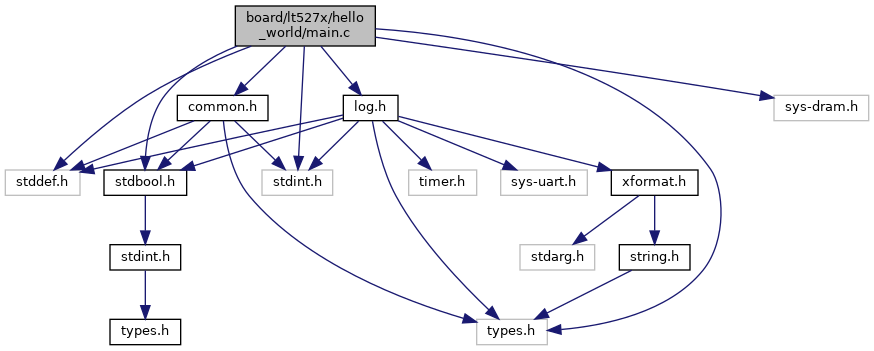 board/lt527x/hello
_world/main.c
common.h
log.h
sys-dram.h
stddef.h
stdbool.h
stdint.h
timer.h
sys-uart.h
xformat.h
stdint.h
stdarg.h
string.h
types.h
types.h